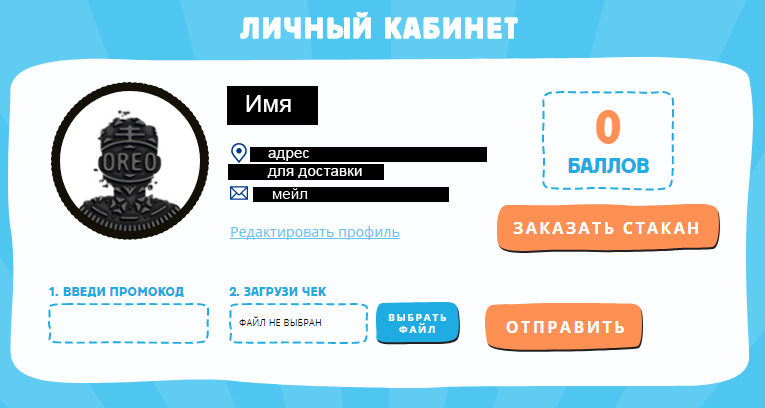 ЛИЧНЫЙ КАБИНЕТ
OREO
Имя
адрес
для доставки
мейл
Редактировать профиль
0
БАЛЛОВ
ЗАКАЗАТЬ СТАКАН
1. ВВЕДИ ПРОМОКОД
2. ЗАГРУЗИ ЧЕК
ФАЙЛ НЕ ВЫБРАН
ВЫБРАТЬ
ФАЙЛ
ОТПРАВИТЬ